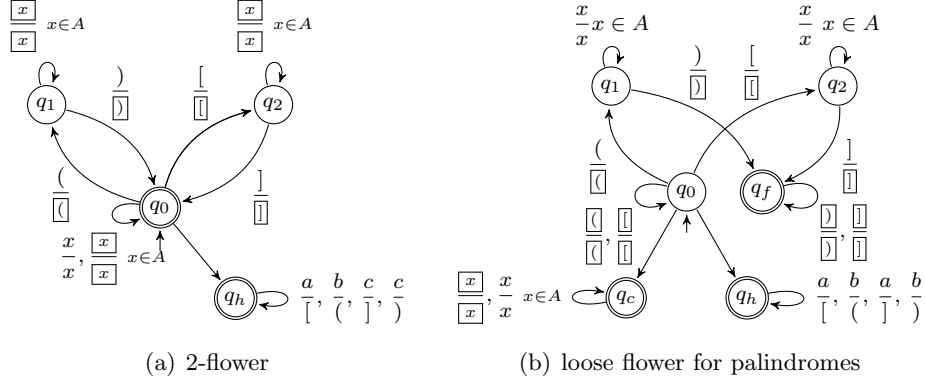 x/x x∈A x/x x∈A x/x x ∈ A x/x x ∈ A
q1 )/) [/[ q2 q1 )/) [/[ q2
(/( ]/] (/( ]/]
q0 q0 qf
x/x, x/x x∈A (/(, [/[ )/), ]/]
qh a/[, b/(, c/], c/) x/x, x/x x∈A qc qh a/[, b/(, a/], b/)
(a) 2-flower (b) loose flower for palindromes